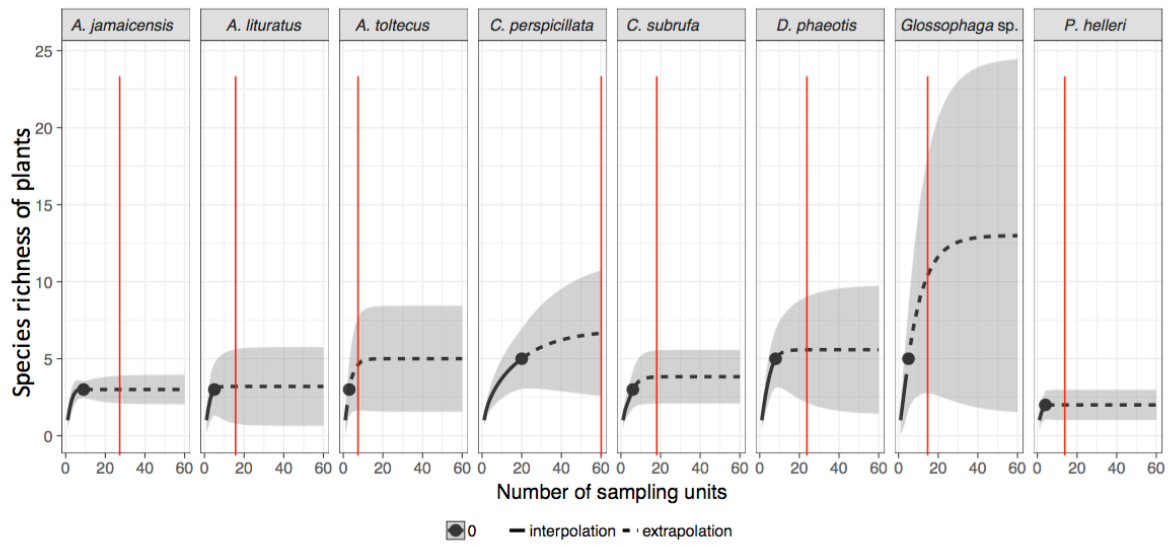 A. jamaicensis A. lituratus A. toltecus C. perspicillata C. subrufa D. phaeotis Glossophaga sp. P. helleri
25
20
15
10
5
0
Species richness of plants
0 20 40 60 0 20 40 60 0 20 40 60 0 20 40 60 0 20 40 60 0 20 40 60 0 20 40 60 0 20 40 60
Number of sampling units
0 interpolation extrapolation